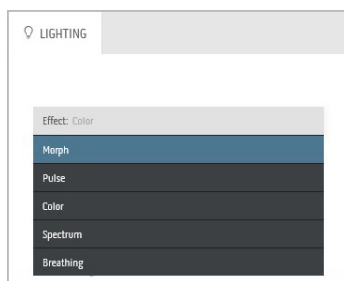 LIGHTING
Effect: Color
Morph
Pulse
Color
Spectrum
Breathing